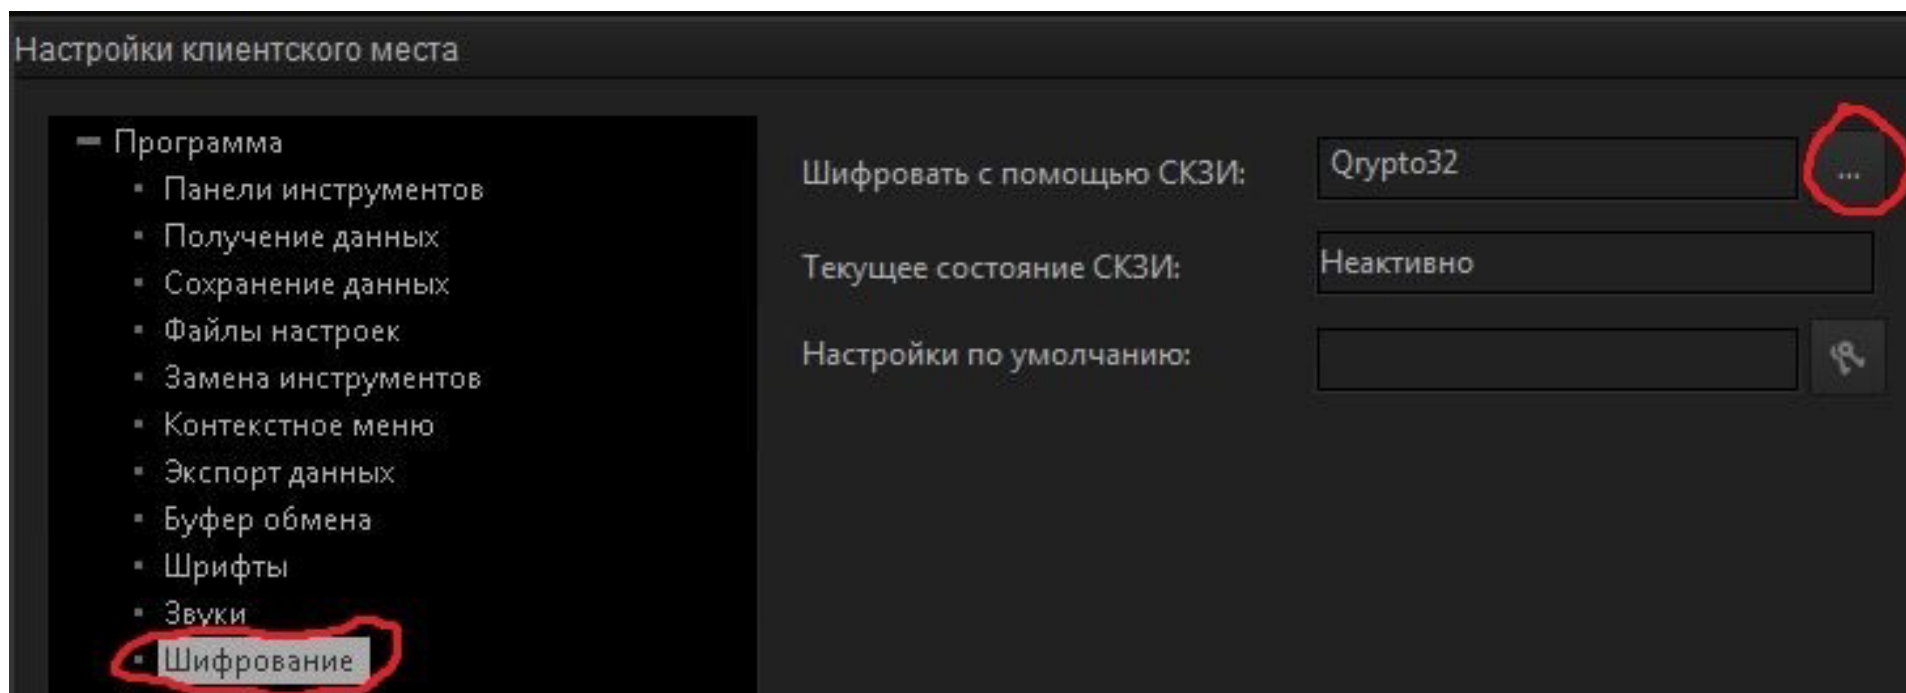 Настройки клиентского места
Программа
Панели инструментов
Получение данных
Сохранение данных
Файлы настроек
Замена инструментов
Контекстное меню
Экспорт данных
Буфер обмена
Шрифты
Звуки
Шифрование
Шифровать с помощью СКЗИ: Qrypto32 ...
Текущее состояние СКЗИ: Неактивно
Настройки по умолчанию: